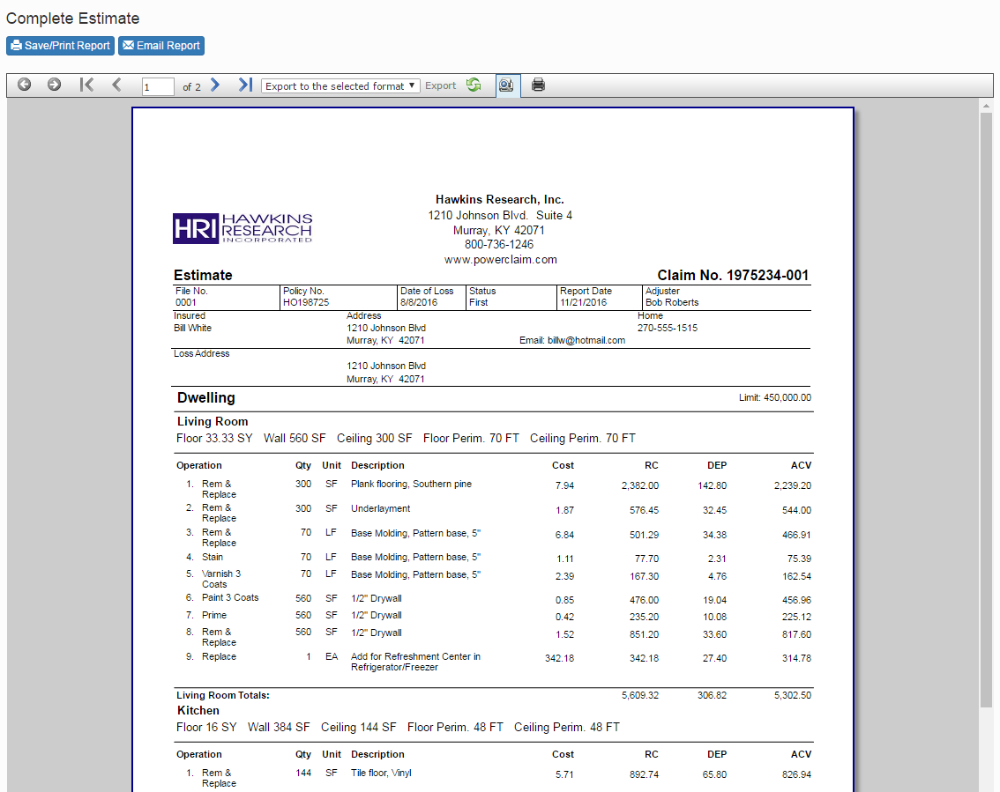 Complete Estimate
Save/Print Report Email Report
1 of 2 Export to the selected format Export
Hawkins Research, Inc.
1210 Johnson Blvd. Suite 4
Murray, KY 42071
800-736-1246
www.powerclaim.com
HRI HAWKINS
RESEARCH
INCORPORATED
Estimate Claim No. 1975234-001
File No. Policy No. Date of Loss Status Report Date Adjuster
0001 HO198725 8/8/2016 First 11/21/2016 Bob Roberts
Insured Address Home
Bill White 1210 Johnson Blvd 270-555-1515
Murray, KY 42071 Email: billw@hotmail.com
Loss Address
1210 Johnson Blvd
Murray, KY 42071
Dwelling Limit: 450,000.00
Living Room
Floor 33.33 SY Wall 560 SF Ceiling 300 SF Floor Perim. 70 FT Ceiling Perim. 70 FT
Operation Qty Unit Description Cost RC DEP ACV
1. Rem & 300 SF Plank flooring, Southern pine 7.94 2,382.00 142.80 2,239.20
Replace
2. Rem & 300 SF Underlayment 1.87 576.45 32.45 544.00
Replace
3. Rem & 70 LF Base Molding, Pattern base, 5" 6.84 501.29 34.38 466.91
Replace
4. Stain 70 LF Base Molding, Pattern base, 5" 1.11 77.70 2.31 75.39
5. Varnish 3 70 LF Base Molding, Pattern base, 5" 2.39 167.30 4.76 162.54
Coats
6. Paint 3 Coats 560 SF 1/2" Drywall 0.85 476.00 19.04 456.96
7. Prime 560 SF 1/2" Drywall 0.42 235.20 10.08 225.12
8. Rem & 560 SF 1/2" Drywall 1.52 851.20 33.60 817.60
Replace
9. Replace 1 EA Add for Refreshment Center in 342.18 342.18 27.40 314.78
Refrigerator/Freezer
Living Room Totals: 5,609.32 306.82 5,302.50
Kitchen
Floor 16 SY Wall 384 SF Ceiling 144 SF Floor Perim. 48 FT Ceiling Perim. 48 FT
Operation Qty Unit Description Cost RC DEP ACV
1. Rem & 144 SF Tile floor, Vinyl 5.71 892.74 65.80 826.94
Replace